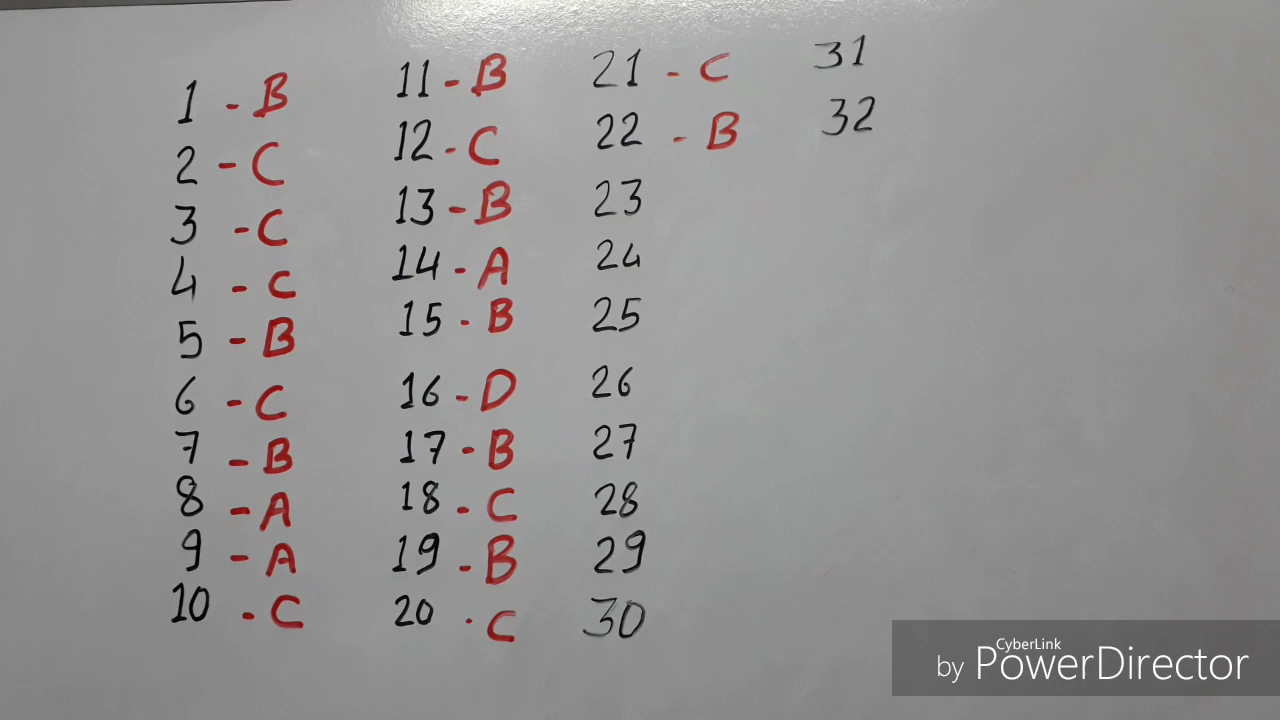 1 - B
2 - C
3 - C
4 - C
5 - B
6 - C
7 - B
8 - A
9 - A
10 - C
11 - B
12 - C
13 - B
14 - A
15 - B
16 - D
17 - B
18 - C
19 - B
20 - C
21 - C
22 - B
23
24
25
26
27
28
29
30
31
32
CyberLink
by PowerDirector